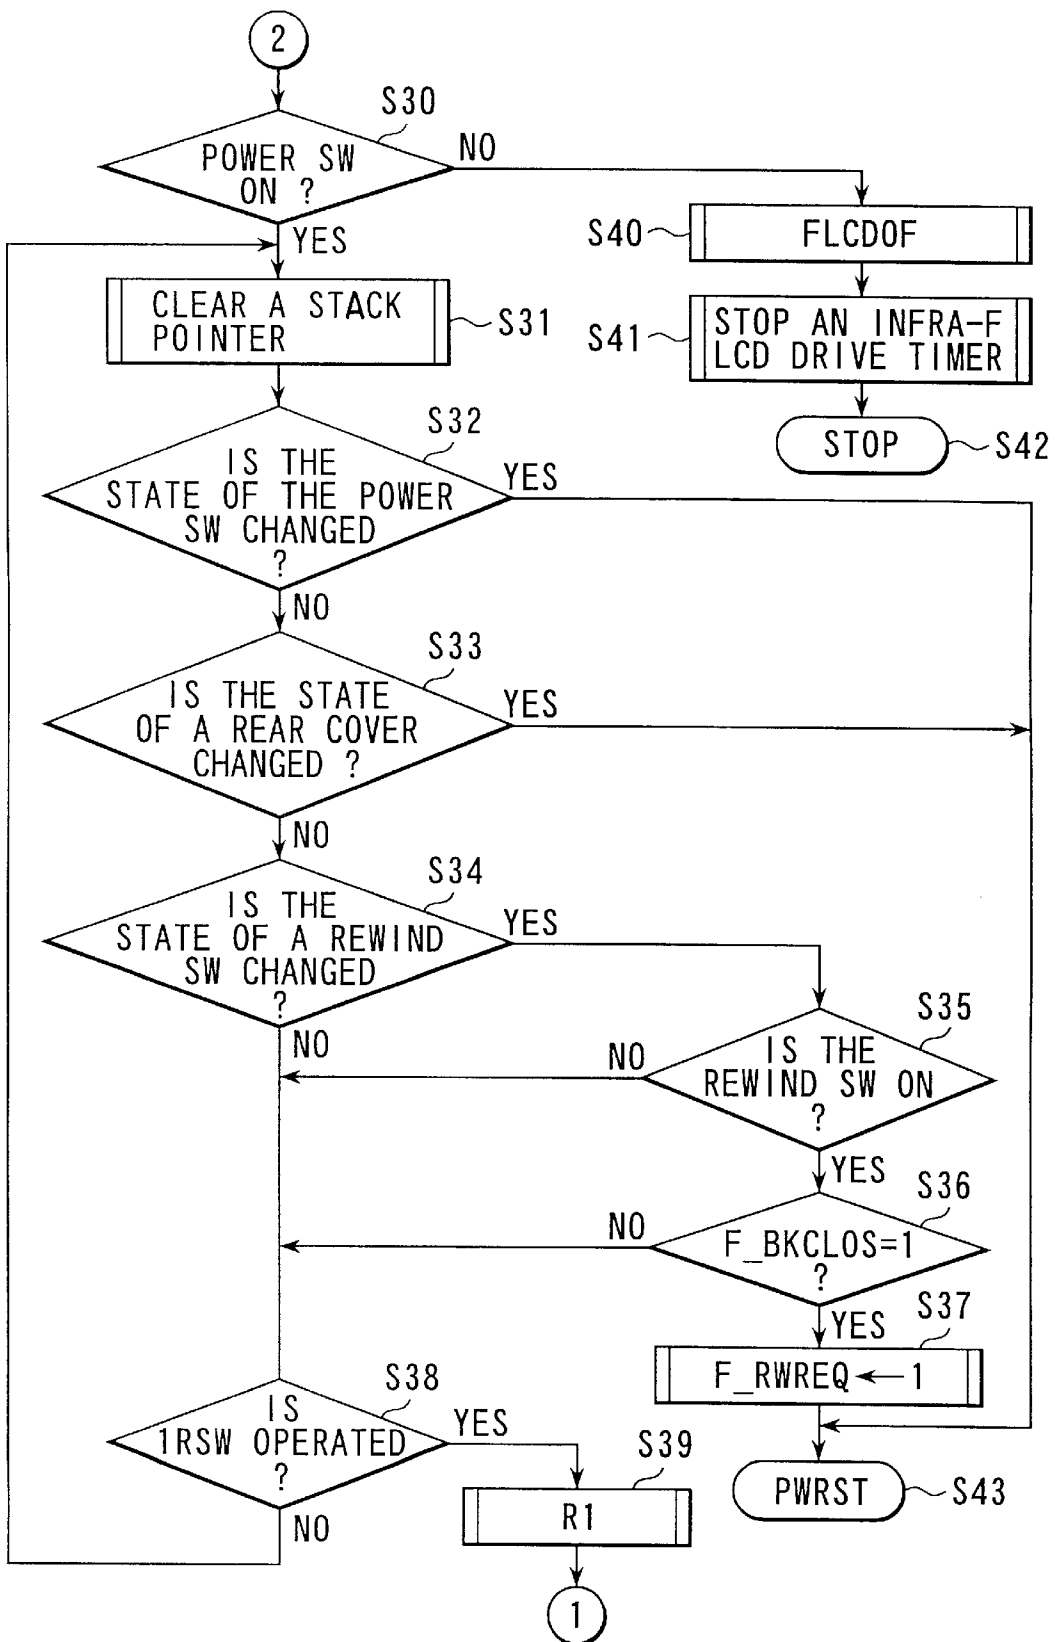 2
S30
POWER SW
ON ?
NO
YES
S40
FLCDOF
CLEAR A STACK
POINTER
S31
S41
STOP AN INFRA-F
LCD DRIVE TIMER
STOP
S42
S32
IS THE
STATE OF THE POWER
SW CHANGED
?
YES
NO
S33
IS THE STATE
OF A REAR COVER
CHANGED ?
YES
NO
S34
IS THE
STATE OF A REWIND
SW CHANGED
?
YES
NO
S35
IS THE
REWIND SW ON
?
NO
YES
S36
F_BKCLOS=1
?
NO
YES
S37
F_RWREQ←1
S38
IS
1RSW OPERATED
?
YES
NO
S39
R1
PWRST
S43
1